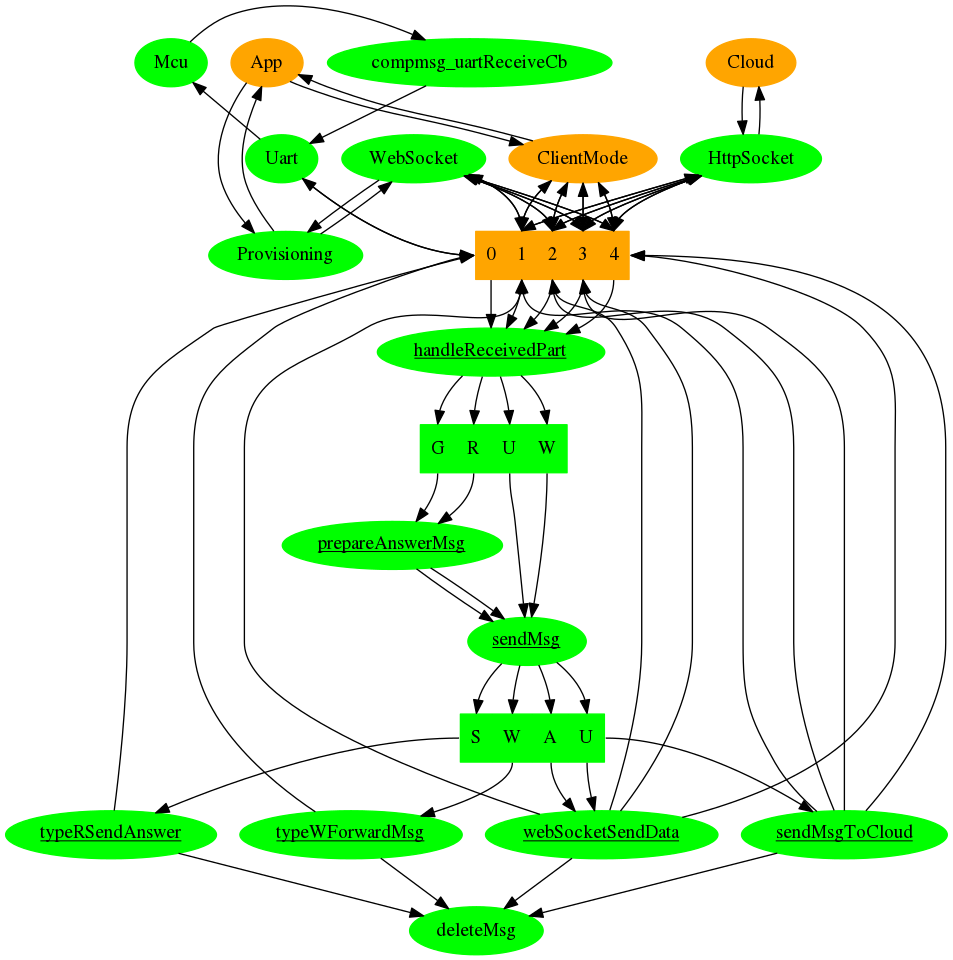 Mcu
App
compmsg_uartReceiveCb
Cloud
Uart
WebSocket
ClientMode
HttpSocket
Provisioning
0 1 2 3 4
handleReceivedPart
G R U W
prepareAnswerMsg
sendMsg
S W A U
typeRSendAnswer
typeWForwardMsg
webSocketSendData
sendMsgToCloud
deleteMsg